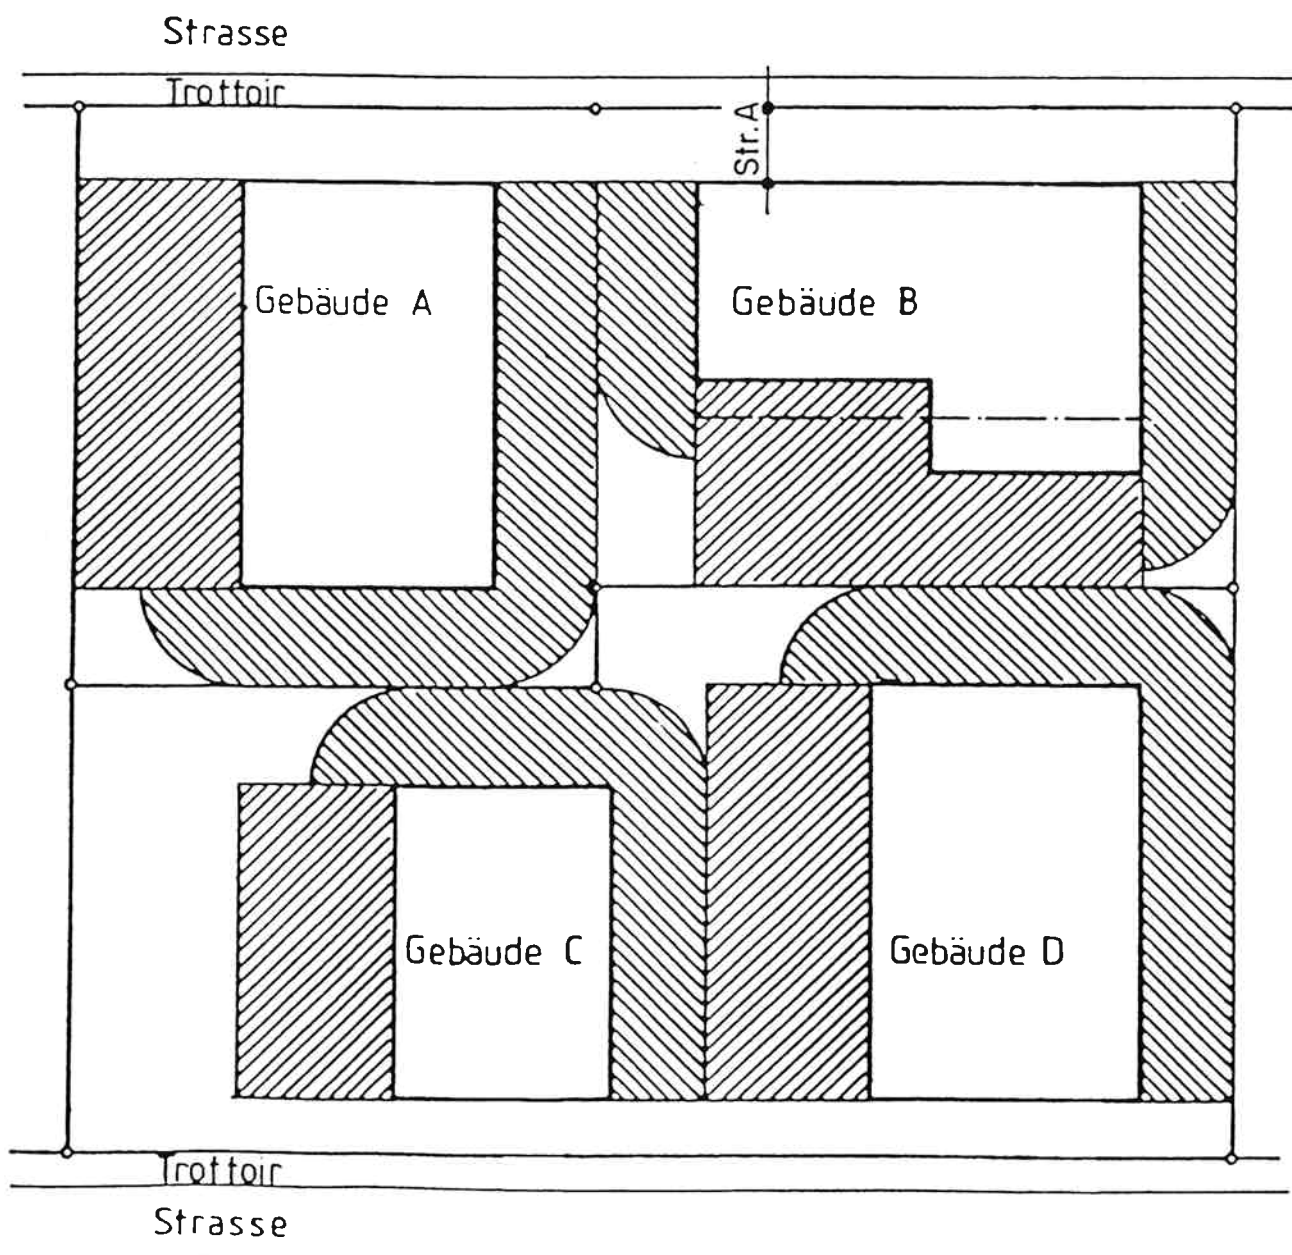 Strasse
Trottoir
Str. A
Gebäude A
Gebäude B
Gebäude C
Gebäude D
Trottoir
Strasse